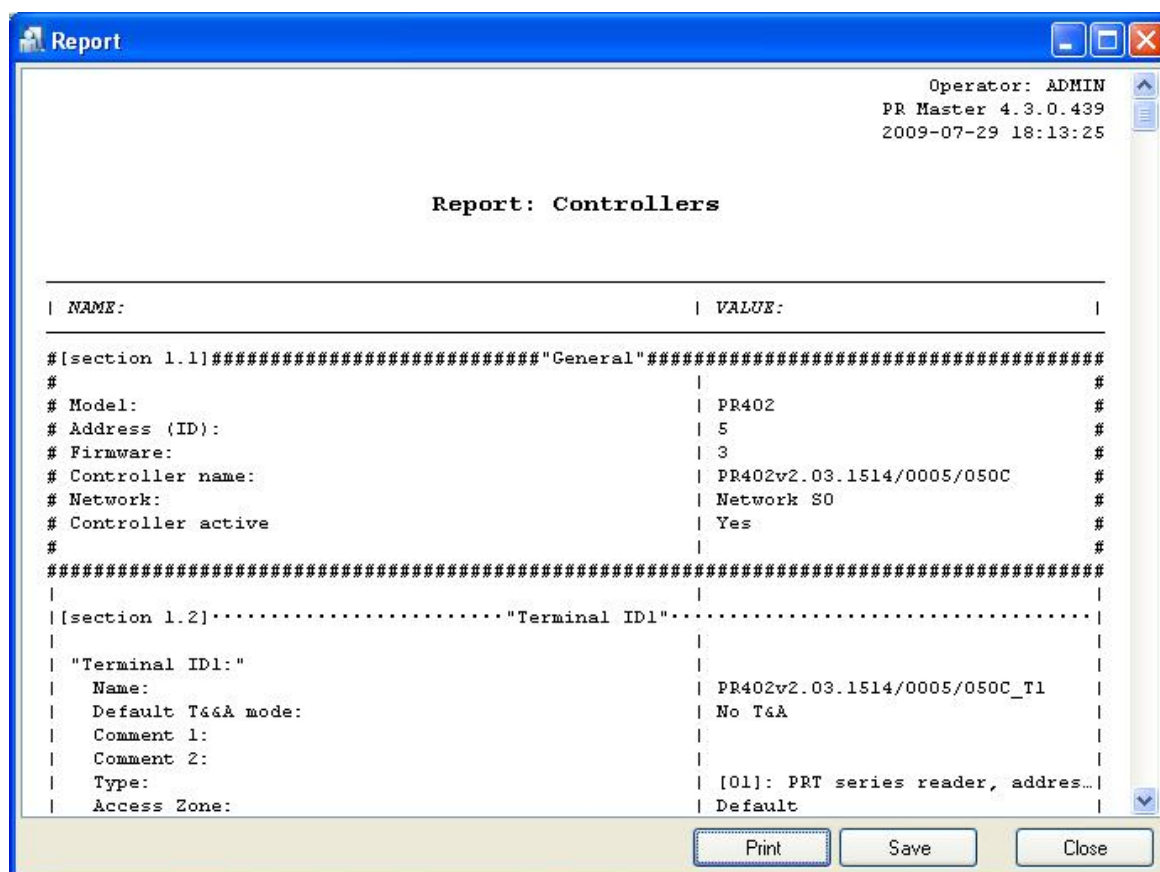 Report
Operator: ADMIN
PR Master 4.3.0.439
2009-07-29 18:13:25
Report: Controllers
| NAME: | VALUE: |
#[section 1.1]############################"General"#######################################
# | #
# Model: | PR402 #
# Address (ID): | 5 #
# Firmware: | 3 #
# Controller name: | PR402v2.03.1514/0005/050C #
# Network: | Network S0 #
# Controller active | Yes #
# | #
##########################################################################################
| | |
|[section 1.2]·························"Terminal ID1"····································|
| | |
| "Terminal ID1:" | |
| Name: | PR402v2.03.1514/0005/050C_T1 |
| Default T&&A mode: | No T&A |
| Comment 1: | |
| Comment 2: | |
| Type: | [01]: PRT series reader, addres…|
| Access Zone: | Default |
Print Save Close